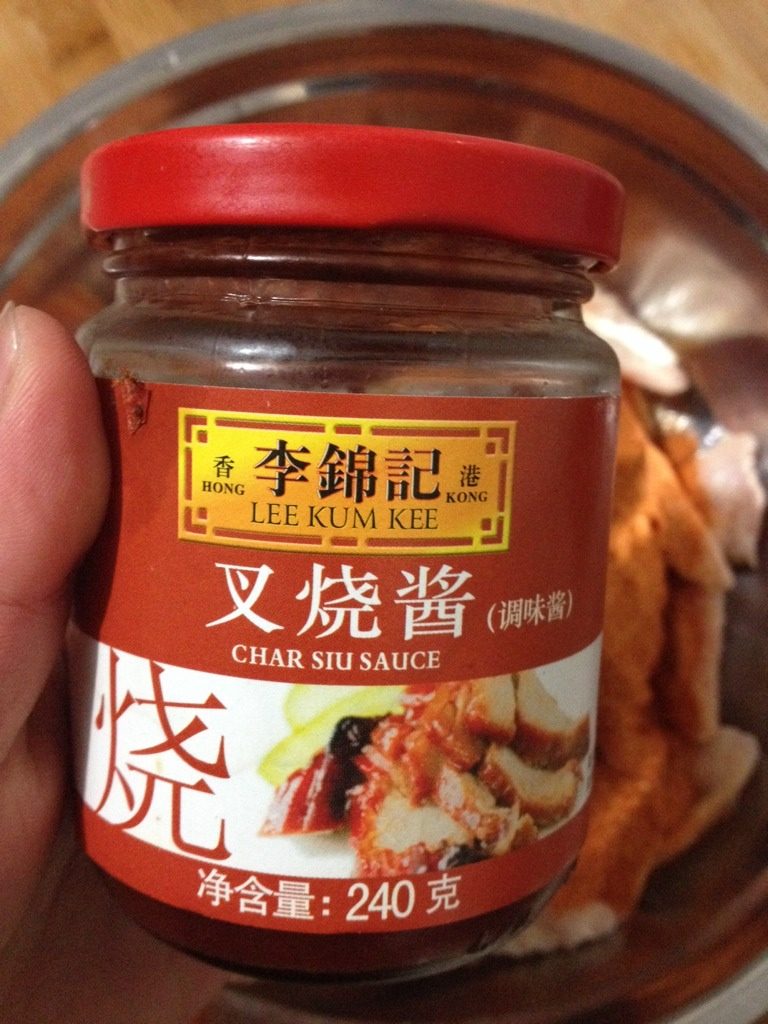 香 李錦記 港
HONG KONG
LEE KUM KEE
叉烧酱 (调味酱)
CHAR SIU SAUCE
烧
净含量: 240 克